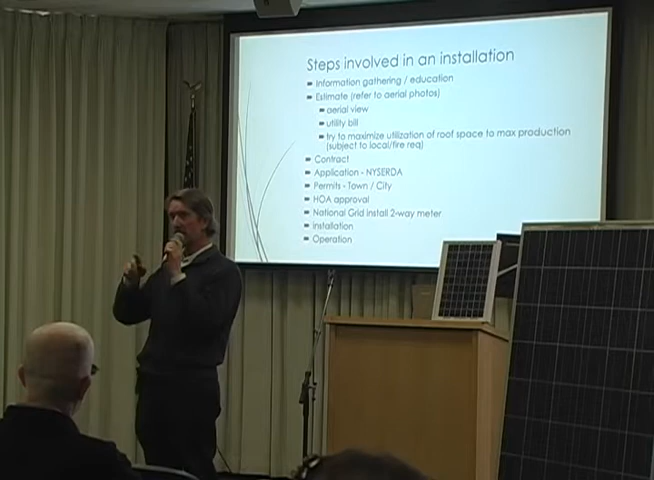 Steps involved in an installation
Information gathering / education
Estimate (refer to aerial photos)
aerial view
utility bill
try to maximize utilization of roof space to max production
(subject to local/fire req)
Contract
Application - NYSERDA
Permits - Town / City
HOA approval
National Grid install 2-way meter
installation
Operation